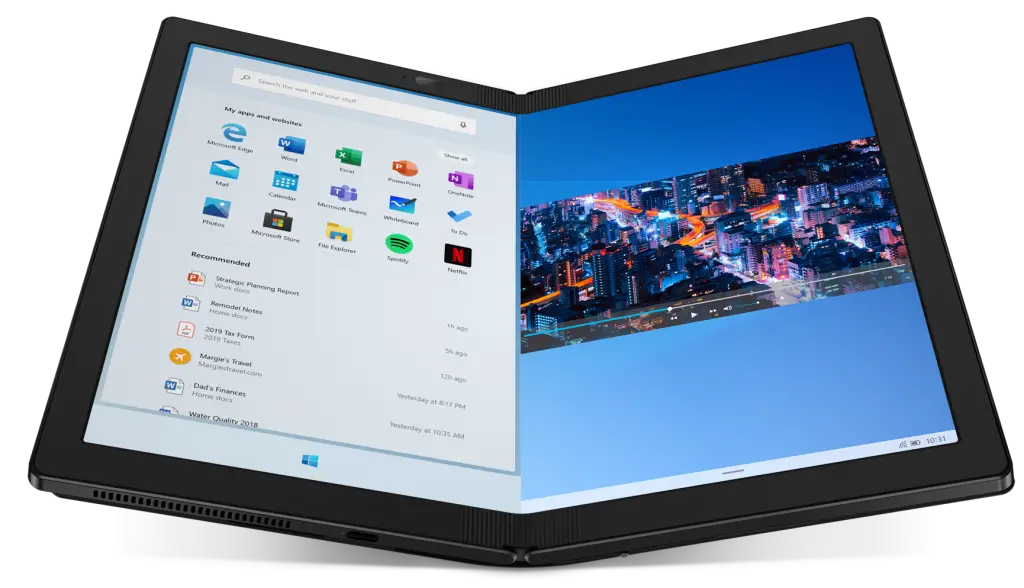 Search the web and your stuff
My apps and websites
Show all
Microsoft Edge
Word
Excel
PowerPoint
OneNote
Mail
Calendar
Microsoft Teams
Whiteboard
To Do
Photos
Microsoft Store
File Explorer
Spotify
Netflix
Recommended
Strategic Planning Report
Work docs
1h ago
Remodel Notes
Home docs
5h ago
2019 Tax Form
2019 Taxes
12h ago
Margie's Travel
Margiestravel.com
Yesterday at 8:17 PM
Dad's Finances
Home docs
Yesterday at 10:35 AM
Water Quality 2018
10:31